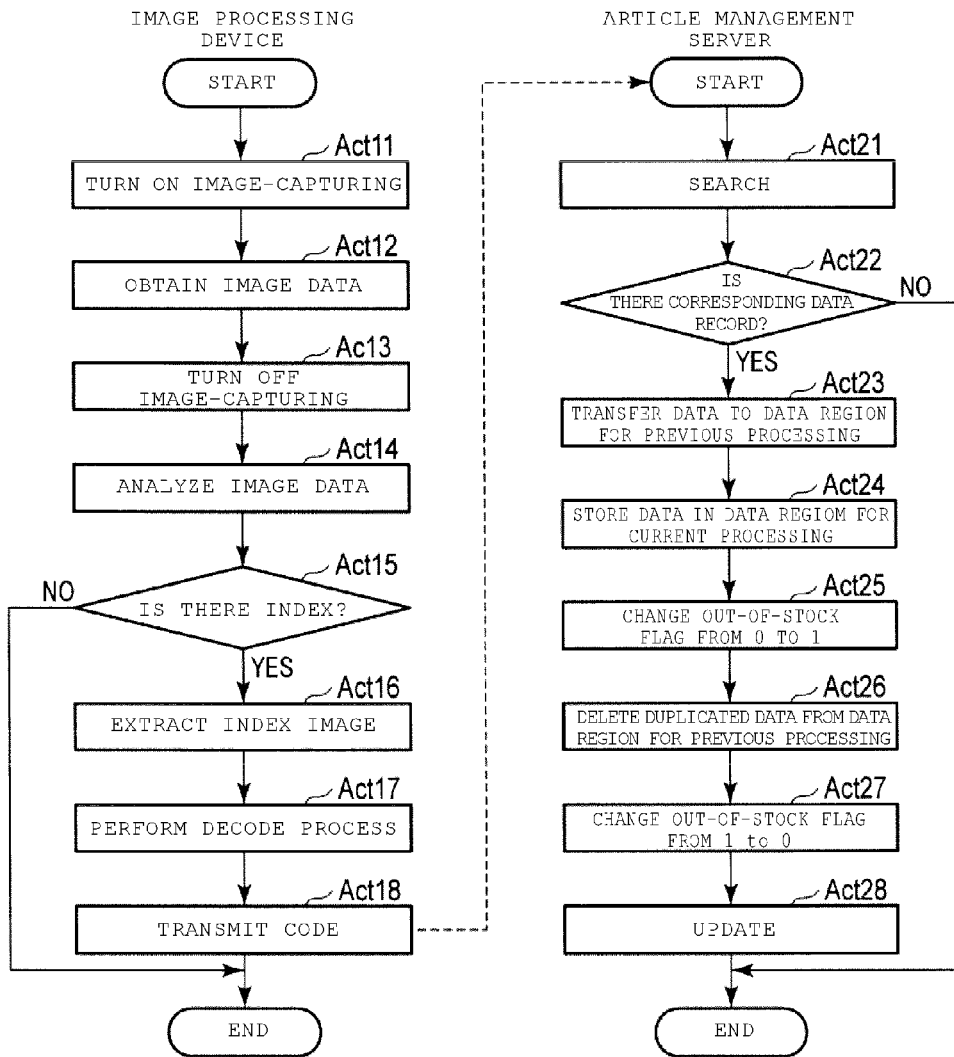 IMAGE PROCESSING
DEVICE
START
Act11
TURN ON IMAGE-CAPTURING
Act12
OBTAIN IMAGE DATA
Ac13
TURN OFF
IMAGE-CAPTURING
Act14
ANALYZE IMAGE DATA
Act15
NO
IS THERE INDEX?
YES
Act16
EXTRACT INDEX IMAGE
Act17
PERFORM DECODE PROCESS
Act18
TRANSMIT CODE
END
ARTICLE MANAGEMENT
SERVER
START
Act21
SEARCH
Act22
IS
THERE CORRESPONDING DATA
RECORD?
NO
YES
Act23
TRANSFER DATA TO DATA REGION
FOR PREVIOUS PROCESSING
Act24
STORE DATA IN DATA REGIOM FOR
CURRENT PROCESSING
Act25
CHANGE OUT-OF-STOCK
FLAG FROM 0 TO 1
Act26
DELETE DUPLICATED DATA FROM DATA
REGION FOR PREVIOUS PROCESSING
Act27
CHANGE OUT-OF-STOCK FLAG
FROM 1 to 0
Act28
UPDATE
END